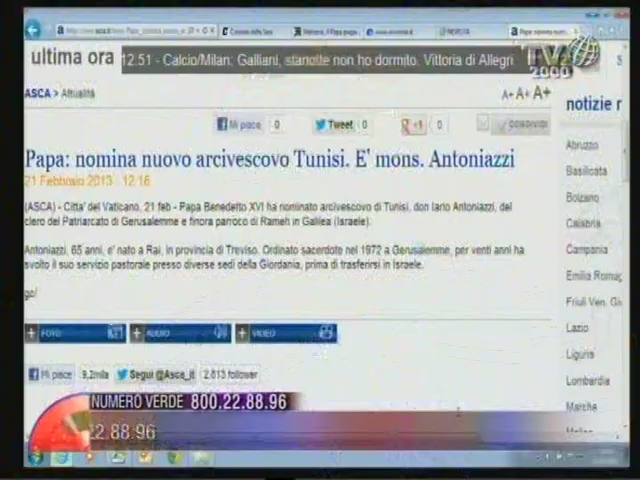 ultima ora
12.51 - Calcio/Milan: Galliani, stanotte non ho dormito. Vittoria di Allegri
TV
2000
ASCA > Attualità
A+ A+ A+
notizie r
Mi piace 0
Tweet 0
+1 0
CONDIVIDI
Papa: nomina nuovo arcivescovo Tunisi. E' mons. Antoniazzi
21 Febbraio 2013 - 12:16
(ASCA) - Citta' del Vaticano, 21 feb - Papa Benedetto XVI ha nominato arcivescovo di Tunisi, don Ilario Antoniazzi, del
clero del Patriarcato di Gerusalemme e finora parroco di Rameh in Galilea (Israele).
Antoniazzi, 65 anni, e' nato a Rai, in provincia di Treviso. Ordinato sacerdote nel 1972 a Gerusalemme, per venti anni ha
svolto il suo servizio pastorale presso diverse sedi della Giordania, prima di trasferirsi in Israele.
Abruzzo
Basilicata
Bolzano
Calabria
Campania
Emilia Romag
Friuli Ven. Gi
Lazio
Liguria
Lombardia
Marche
+ FOTO
+ AUDIO
+ VIDEO
Mi piace 9,2mila
Segui @Asca_it 2.813 follower
NUMERO VERDE 800.22.88.96
22.88.96